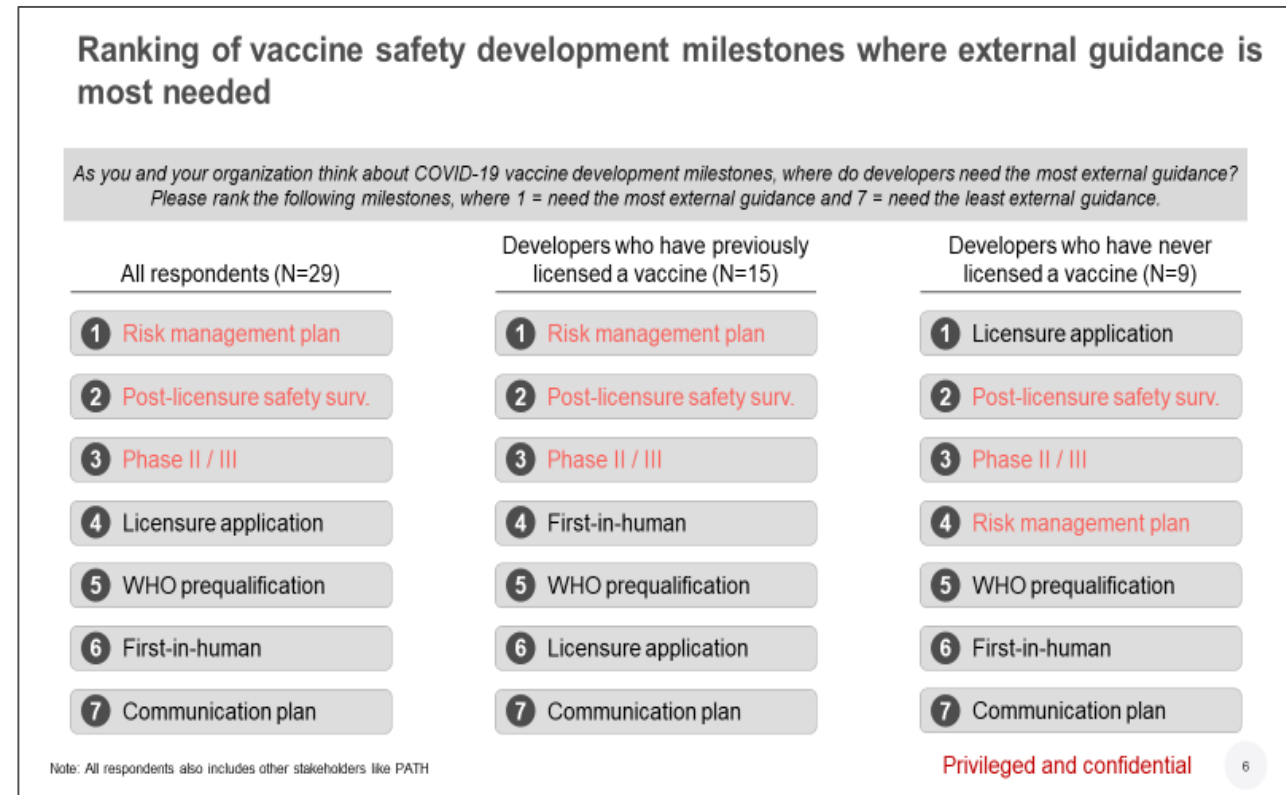 Ranking of vaccine safety development milestones where external guidance is
most needed
As you and your organization think about COVID-19 vaccine development milestones, where do developers need the most external guidance?
Please rank the following milestones, where 1 = need the most external guidance and 7 = need the least external guidance.
All respondents (N=29)
1 Risk management plan
2 Post-licensure safety surv.
3 Phase II / III
4 Licensure application
5 WHO prequalification
6 First-in-human
7 Communication plan
Developers who have previously
licensed a vaccine (N=15)
1 Risk management plan
2 Post-licensure safety surv.
3 Phase II / III
4 First-in-human
5 WHO prequalification
6 Licensure application
7 Communication plan
Developers who have never
licensed a vaccine (N=9)
1 Licensure application
2 Post-licensure safety surv.
3 Phase II / III
4 Risk management plan
5 WHO prequalification
6 First-in-human
7 Communication plan
Note: All respondents also includes other stakeholders like PATH
Privileged and confidential
6